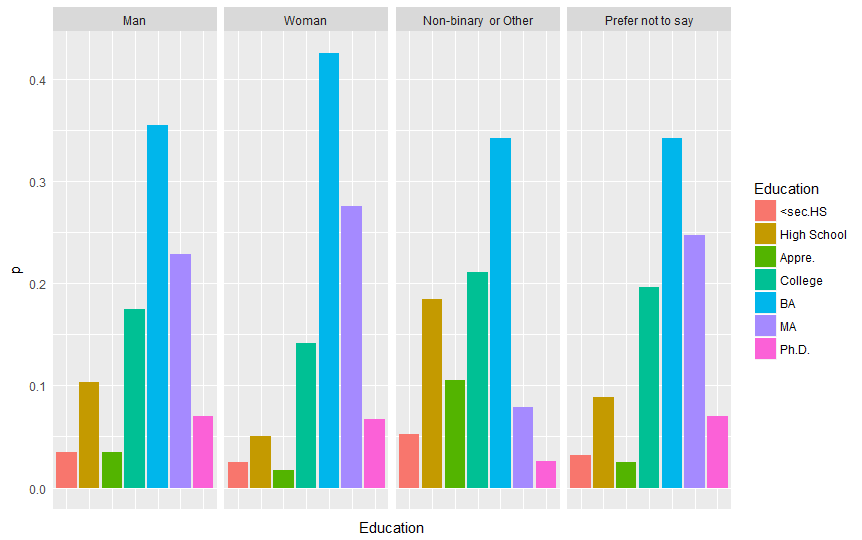 Man
Woman
Non-binary or Other
Prefer not to say
0.4
0.3
0.2
0.1
0.0
p
Education
Education
<sec.HS
High School
Appre.
College
BA
MA
Ph.D.